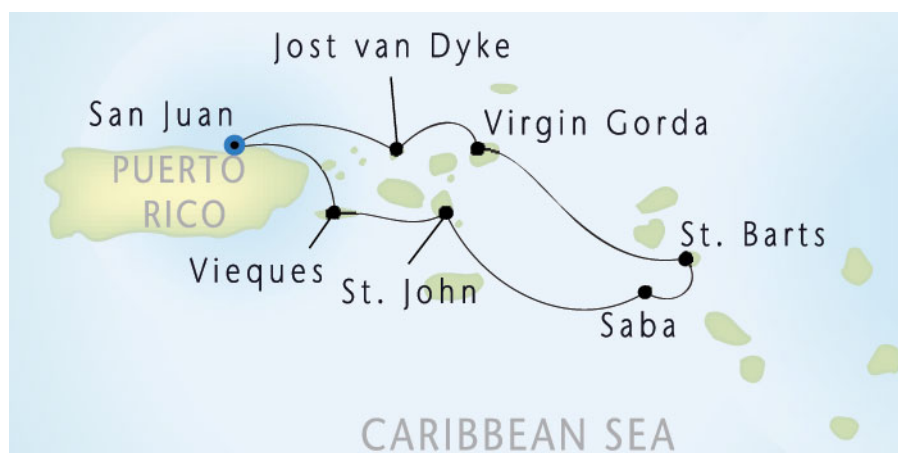 Jost van Dyke
San Juan
Virgin Gorda
PUERTO
RICO
St. Barts
Vieques
St. John
Saba
CARIBBEAN SEA